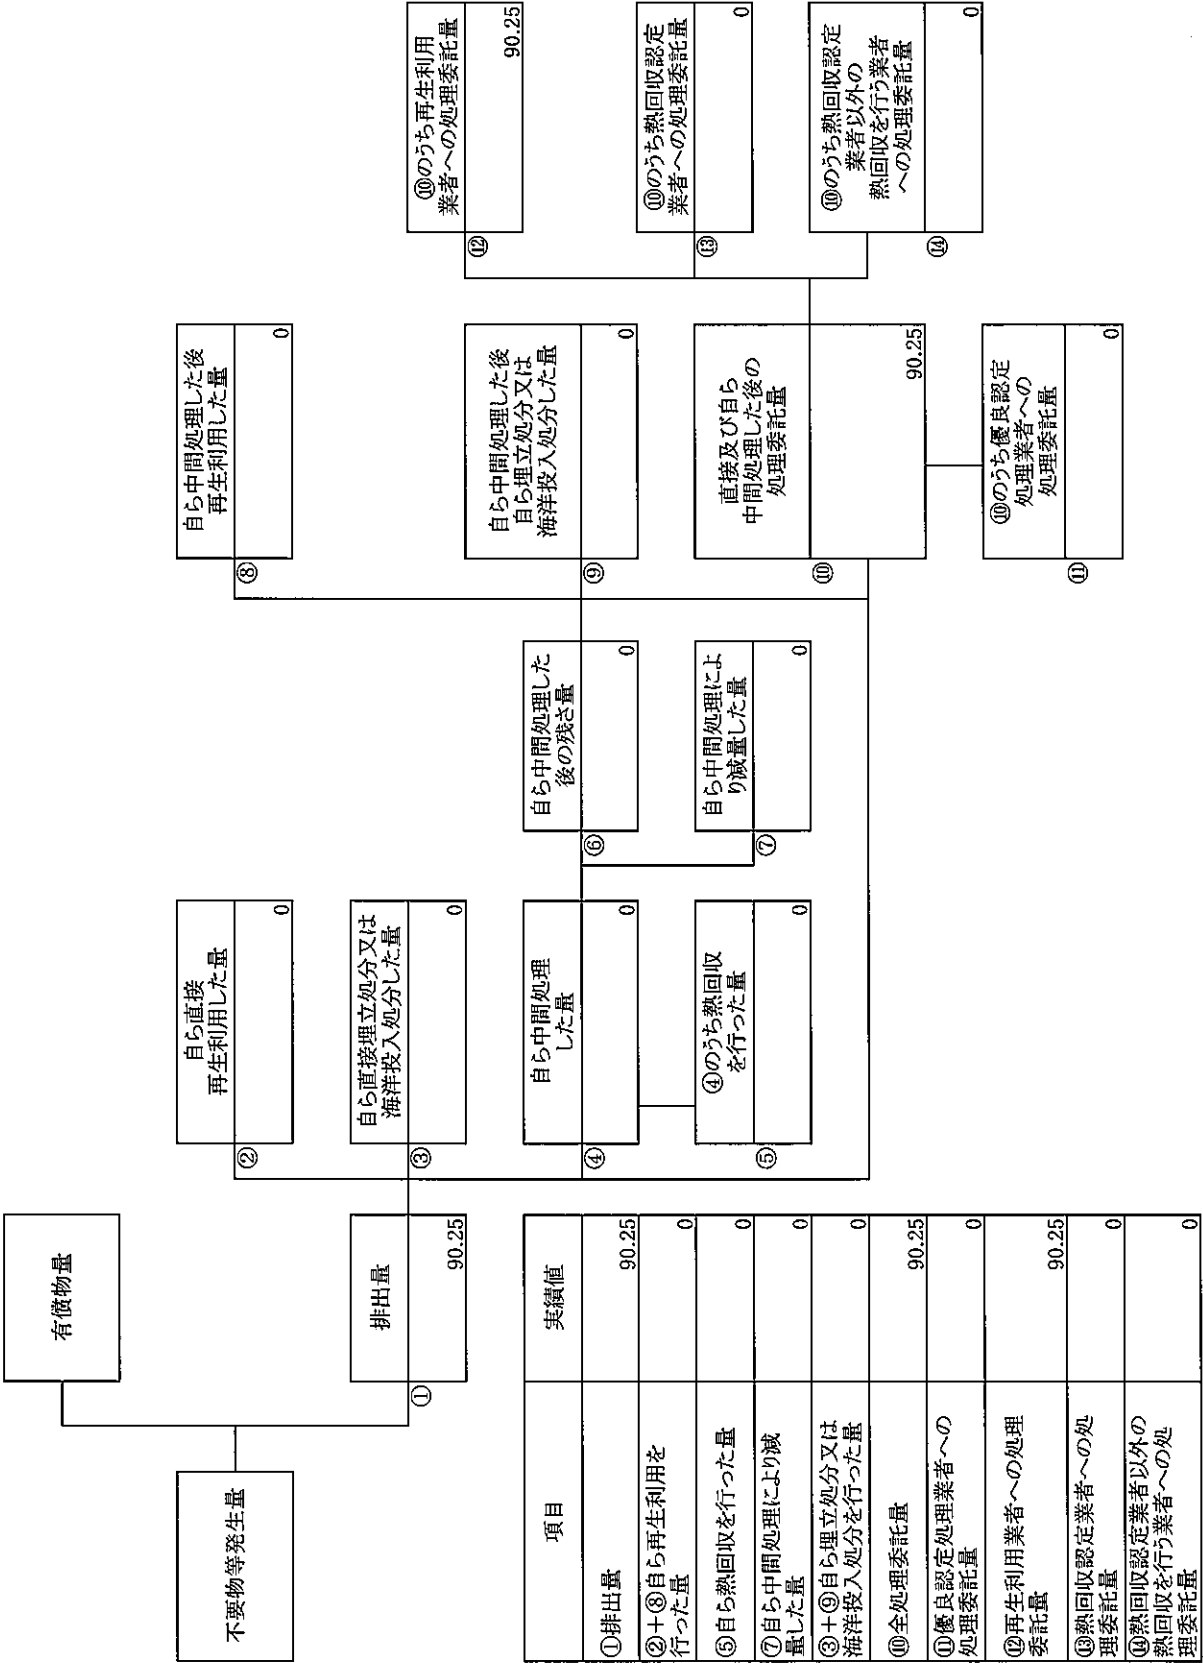 有償物量
不要物等発生量
排出量
①
90.25
自ら直接
再生利用した量
②
0
自ら直接埋立処分又は
海洋投入処分した量
③
0
自ら中間処理
した量
④
0
④のうち熱回収
を行った量
⑤
0
自ら中間処理した
後の残さ量
⑥
0
自ら中間処理によ
り減量した量
⑦
0
自ら中間処理した後
再生利用した量
⑧
0
自ら中間処理した後
自ら埋立処分又は
海洋投入処分した量
⑨
0
直接及び自ら
中間処理した後の
処理委託量
⑩
90.25
⑩のうち優良認定
処理業者への
処理委託量
⑪
0
⑩のうち再生利用
業者への処理委託量
⑫
90.25
⑩のうち熱回収認定
業者への処理委託量
⑬
0
⑩のうち熱回収認定
業者以外の
熱回収を行う業者
への処理委託量
⑭
0
項目 実績値
①排出量 90.25
②+⑧自ら再生利用を
行った量 0
⑤自ら熱回収を行った量 0
⑦自ら中間処理により減
量した量 0
③+⑨自ら埋立処分又は
海洋投入処分を行った量 0
⑩全処理委託量 90.25
⑪優良認定処理業者への
処理委託量 0
⑫再生利用業者への処理
委託量 90.25
⑬熱回収認定業者への処
理委託量 0
⑭熱回収認定業者以外の
熱回収を行う業者への処
理委託量 0